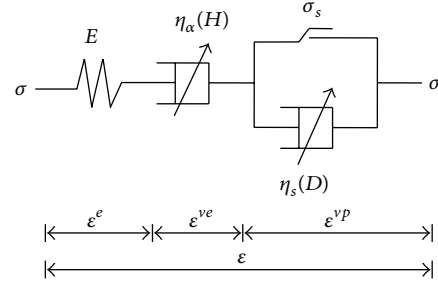 σ_s
E
η_α(H)
σ
σ
η_s(D)
ε^e
ε^{ve}
ε^{vp}
ε